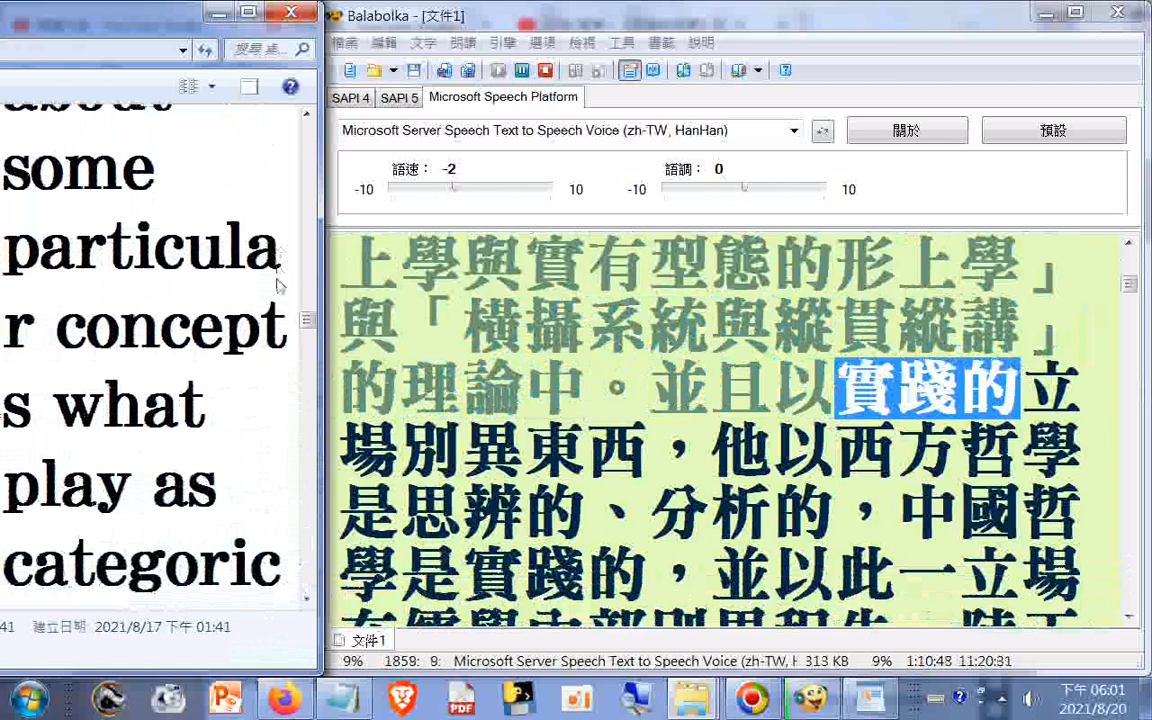 搜尋 桌...
about
some
particula
r concept
s what
play as
categoric
41 建立日期: 2021/8/17 下午 01:41
Balabolka - [文件1]
檔案 編輯 文字 朗讀 引擎 選項 檢視 工具 書籤 說明
SAPI 4 SAPI 5 Microsoft Speech Platform
Microsoft Server Speech Text to Speech Voice (zh-TW, HanHan) 關於 預設
語速： -2 語調： 0
-10 10 -10 10
上學與實有型態的形上學」
與「橫攝系統與縱貫縱講」
的理論中。並且以實踐的立
場別異東西，他以西方哲學
是思辨的、分析的，中國哲
學是實踐的，並以此一立場
文件1
9% 1859: 9: Microsoft Server Speech Text to Speech Voice (zh-TW, H 313 KB 9% 1:10:48 11:20:31
下午 06:01
2021/8/20